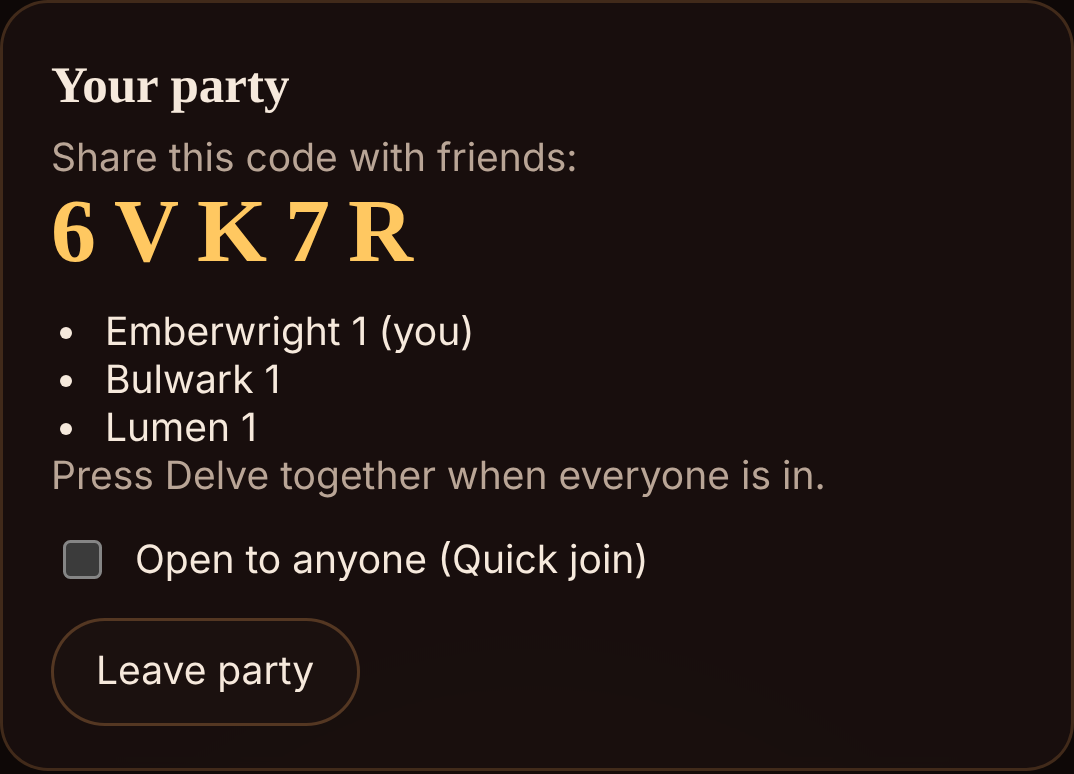 Your party
Share this code with friends:
6VK7R
Emberwright 1 (you)
Bulwark 1
Lumen 1
Press Delve together when everyone is in.
Open to anyone (Quick join)
Leave party